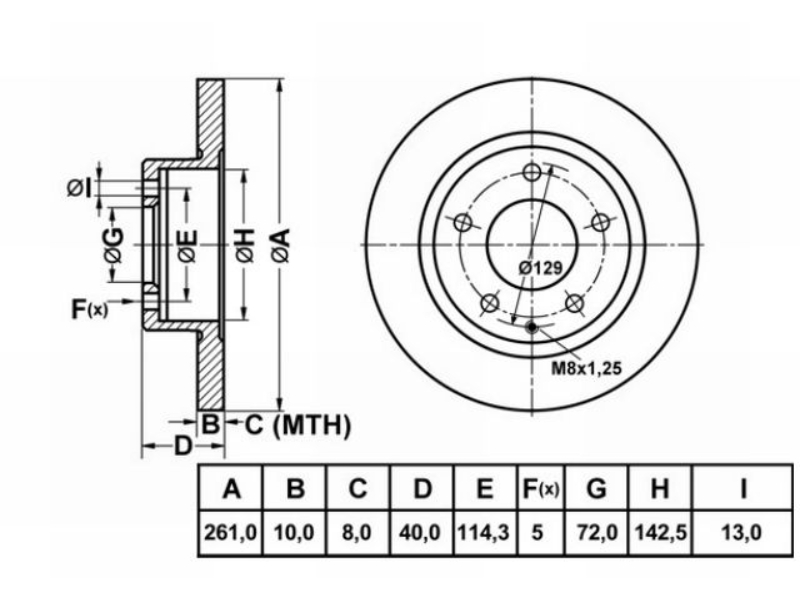 ØI
ØG
ØE
ØH
ØA
F(x)
B
C (MTH)
D
Ø129
M8x1,25
A B C D E F(x) G H I
261,0 10,0 8,0 40,0 114,3 5 72,0 142,5 13,0